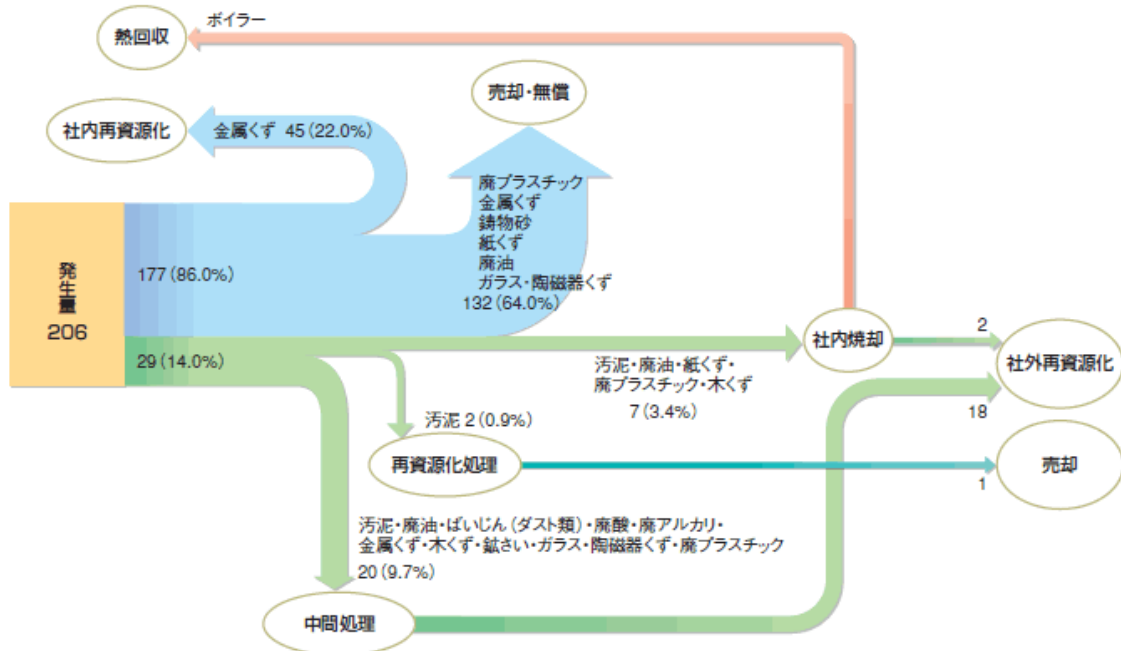 ボイラー
熱回収
売却・無償
社内再資源化
金属くず 45(22.0%)
廃プラスチック
金属くず
鋳物砂
紙くず
廃油
ガラス・陶磁器くず
132(64.0%)
発生量
206
177(86.0%)
29(14.0%)
社内焼却
2
社外再資源化
汚泥・廃油・紙くず・
廃プラスチック・木くず
7(3.4%)
18
汚泥 2(0.9%)
再資源化処理
売却
1
汚泥・廃油・ばいじん(ダスト類)・廃酸・廃アルカリ・
金属くず・木くず・鉱さい・ガラス・陶磁器くず・廃プラスチック
20(9.7%)
中間処理